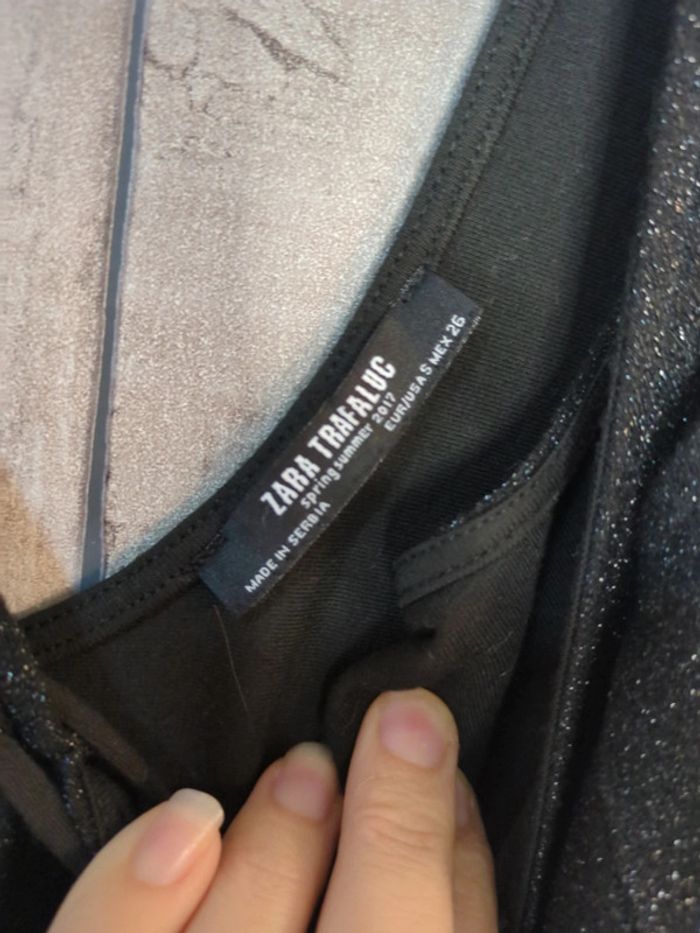 ZARA TRAFALUC
spring summer 2017
EUR/USA S MEX 26
MADE IN SERBIA